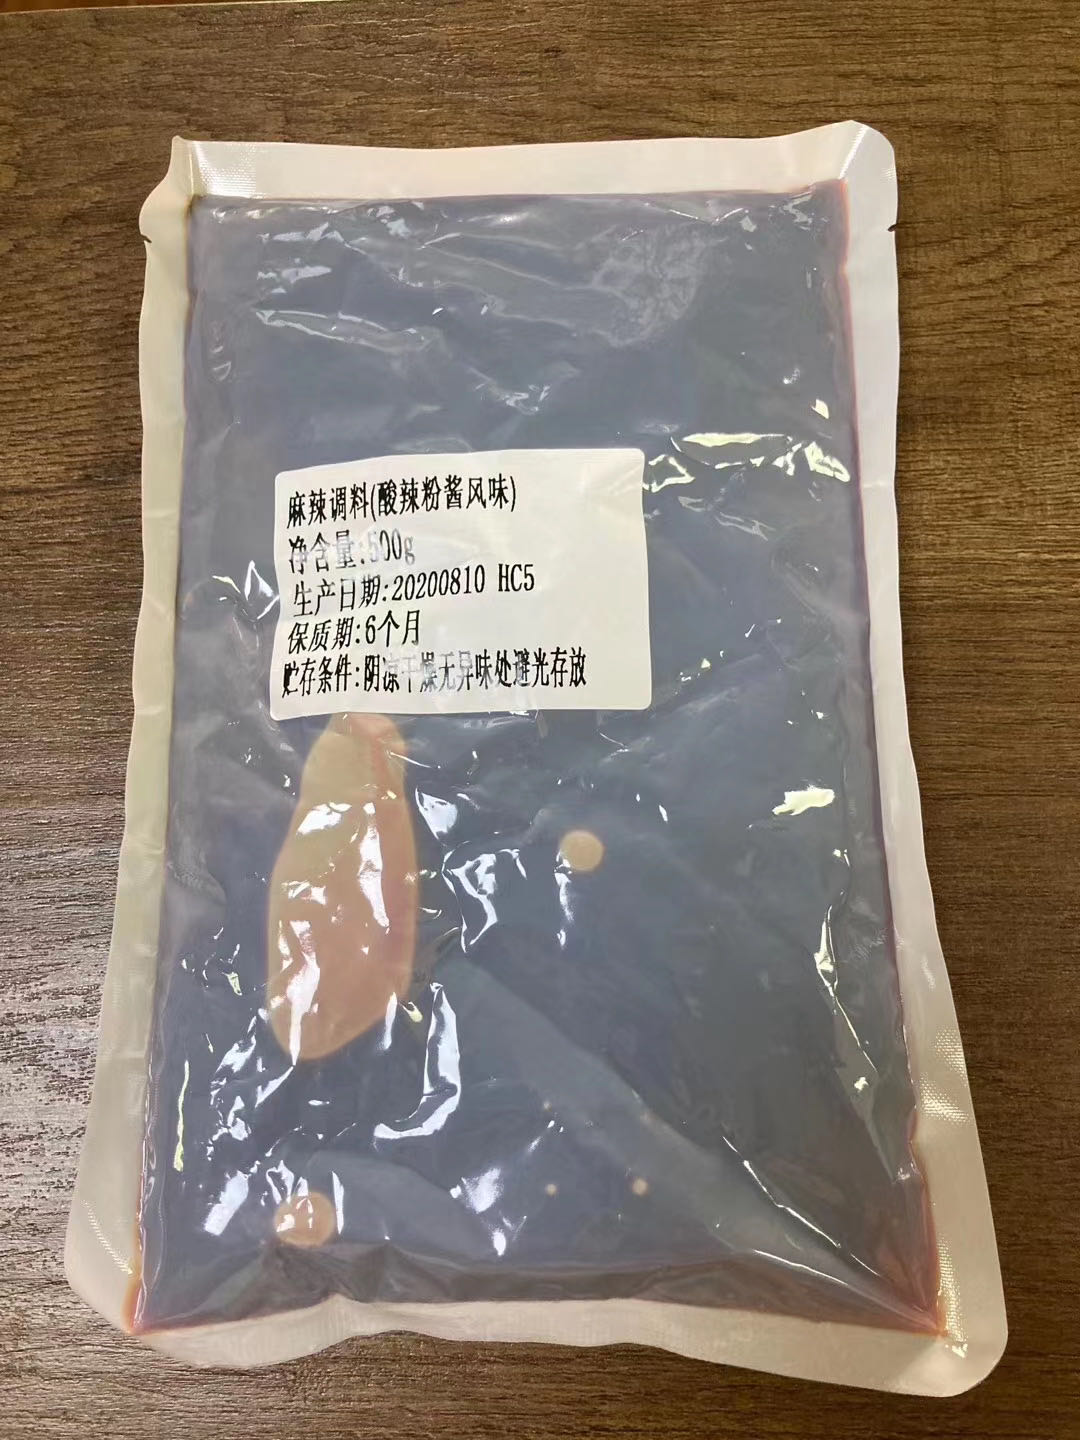 麻辣调料(酸辣粉酱风味)
净含量:500g
生产日期:20200810 HC5
保质期:6个月
贮存条件:阴凉干燥无异味处避光存放